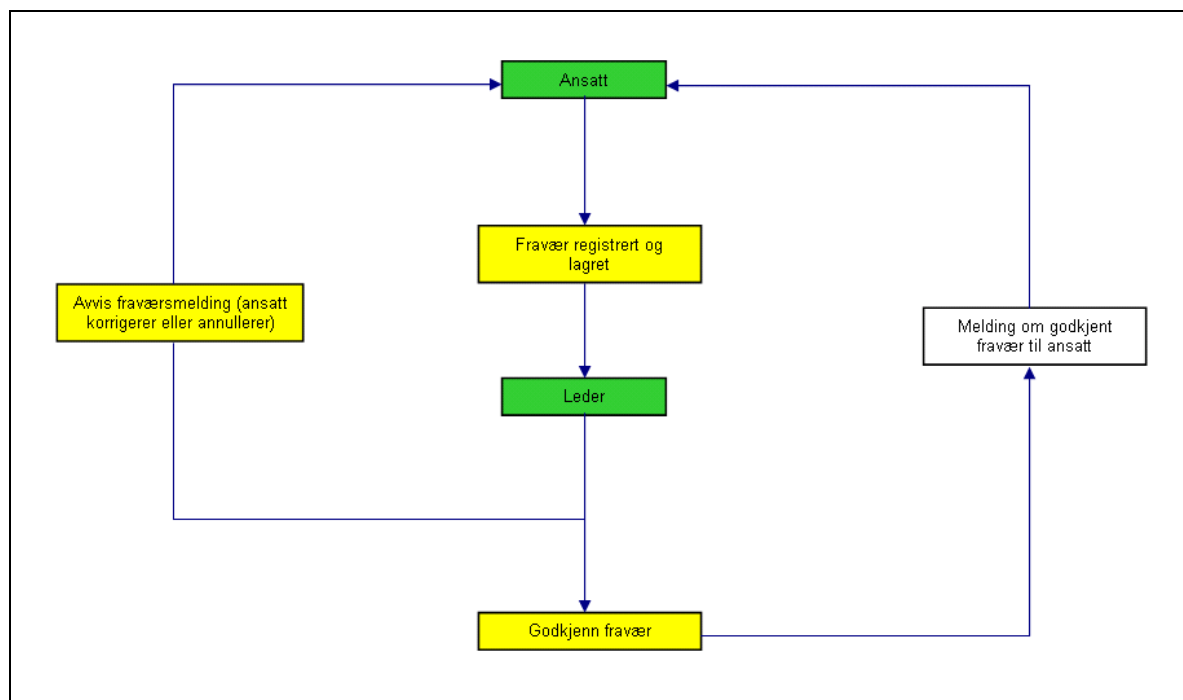 Ansatt
Fravær registrert og
lagret
Avvis fraværsmelding (ansatt
korrigerer eller annullerer)
Melding om godkjent
fravær til ansatt
Leder
Godkjenn fravær